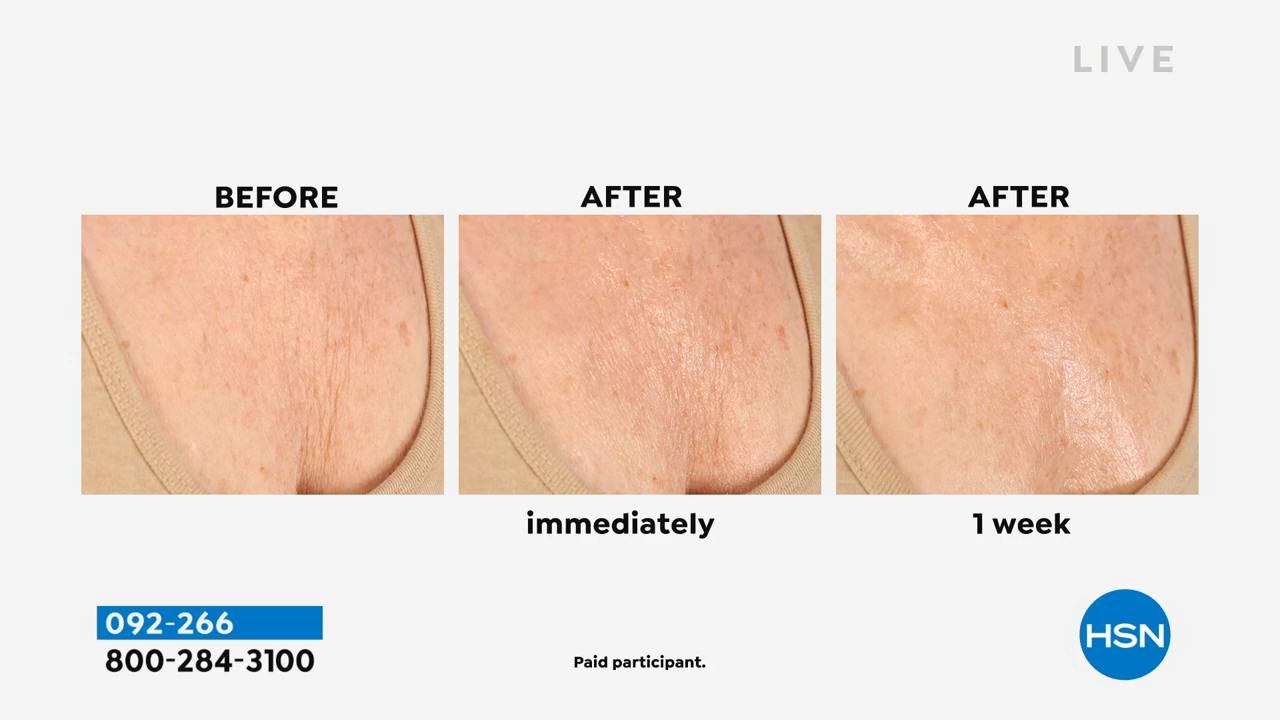 LIVE
BEFORE
AFTER
AFTER
immediately
1 week
092-266
800-284-3100
Paid participant.
HSN